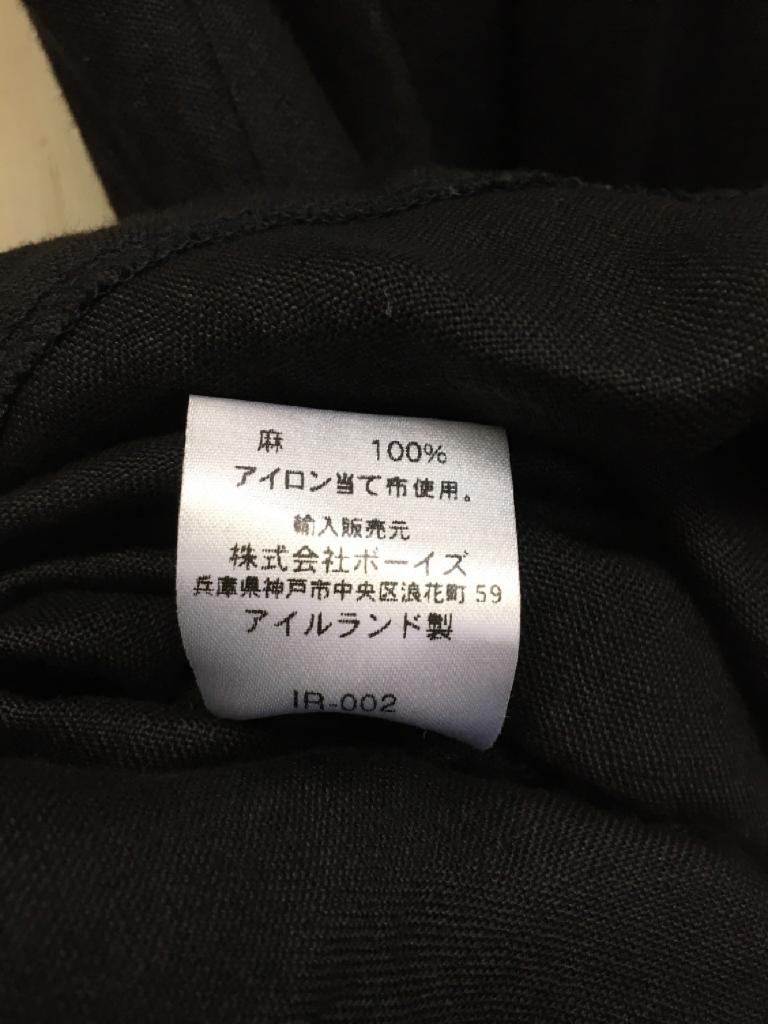 麻 100%
アイロン当て布使用。
輸入販売元
株式会社ボーイズ
兵庫県神戸市中央区浪花町 59
アイルランド製
IR-002